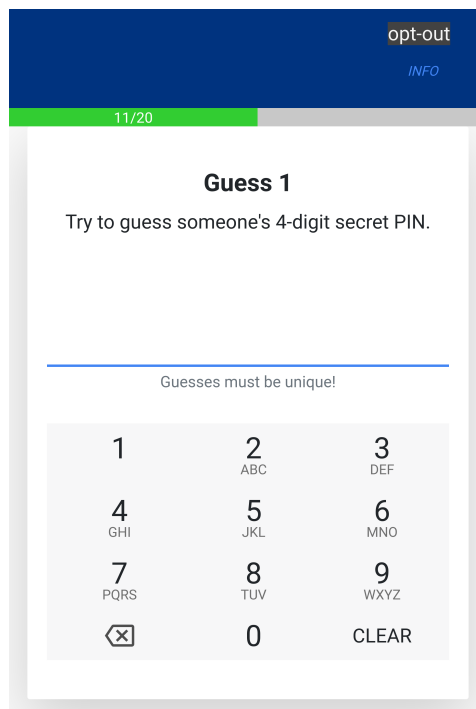 opt-out
INFO
11/20
Guess 1
Try to guess someone's 4-digit secret PIN.
Guesses must be unique!
1 2 3
ABC DEF
4 5 6
GHI JKL MNO
7 8 9
PQRS TUV WXYZ
0 CLEAR